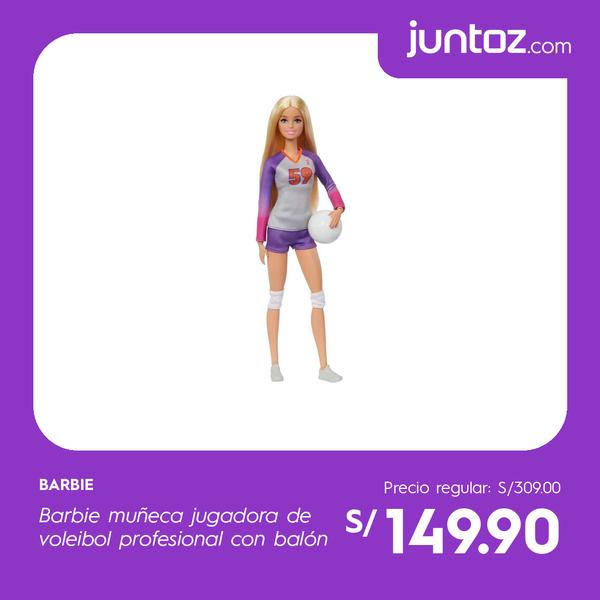 juntoz.com
59
BARBIE
Barbie muñeca jugadora de
voleibol profesional con balón
Precio regular: S/309.00
S/149.90